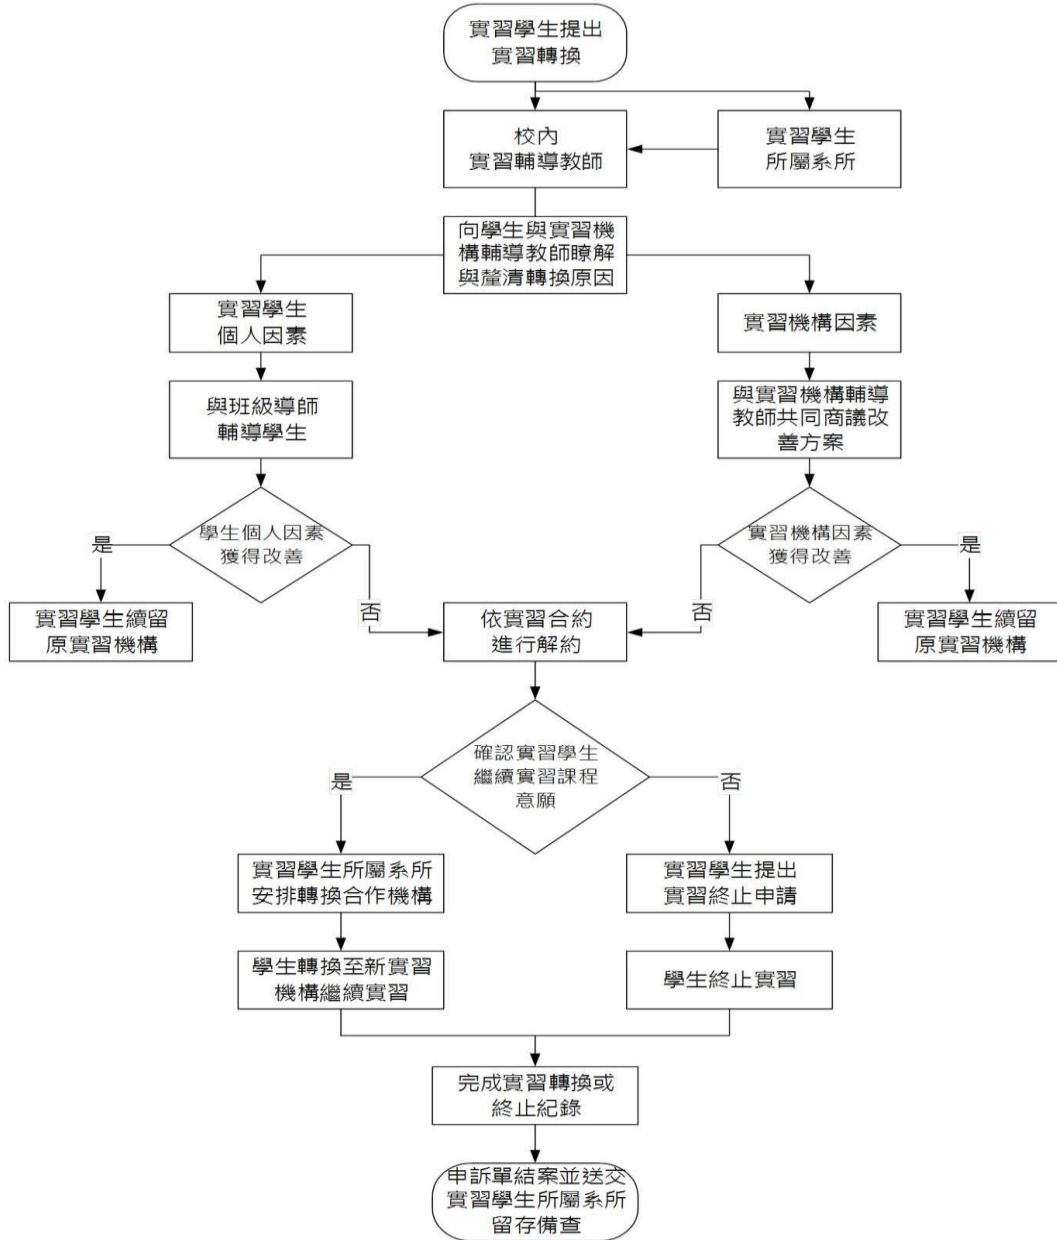 實習學生提出
實習轉換
校內
實習輔導教師
實習學生
所屬系所
向學生與實習機
構輔導教師瞭解
與釐清轉換原因
實習學生
個人因素
實習機構因素
與班級導師
輔導學生
與實習機構輔導
教師共同商議改
善方案
學生個人因素
獲得改善
實習機構因素
獲得改善
是
否
否
是
實習學生續留
原實習機構
依實習合約
進行解約
實習學生續留
原實習機構
確認實習學生
繼續實習課程
意願
是
否
實習學生所屬系所
安排轉換合作機構
實習學生提出
實習終止申請
學生轉換至新實習
機構繼續實習
學生終止實習
完成實習轉換或
終止紀錄
申訴單結案並送交
實習學生所屬系所
留存備查